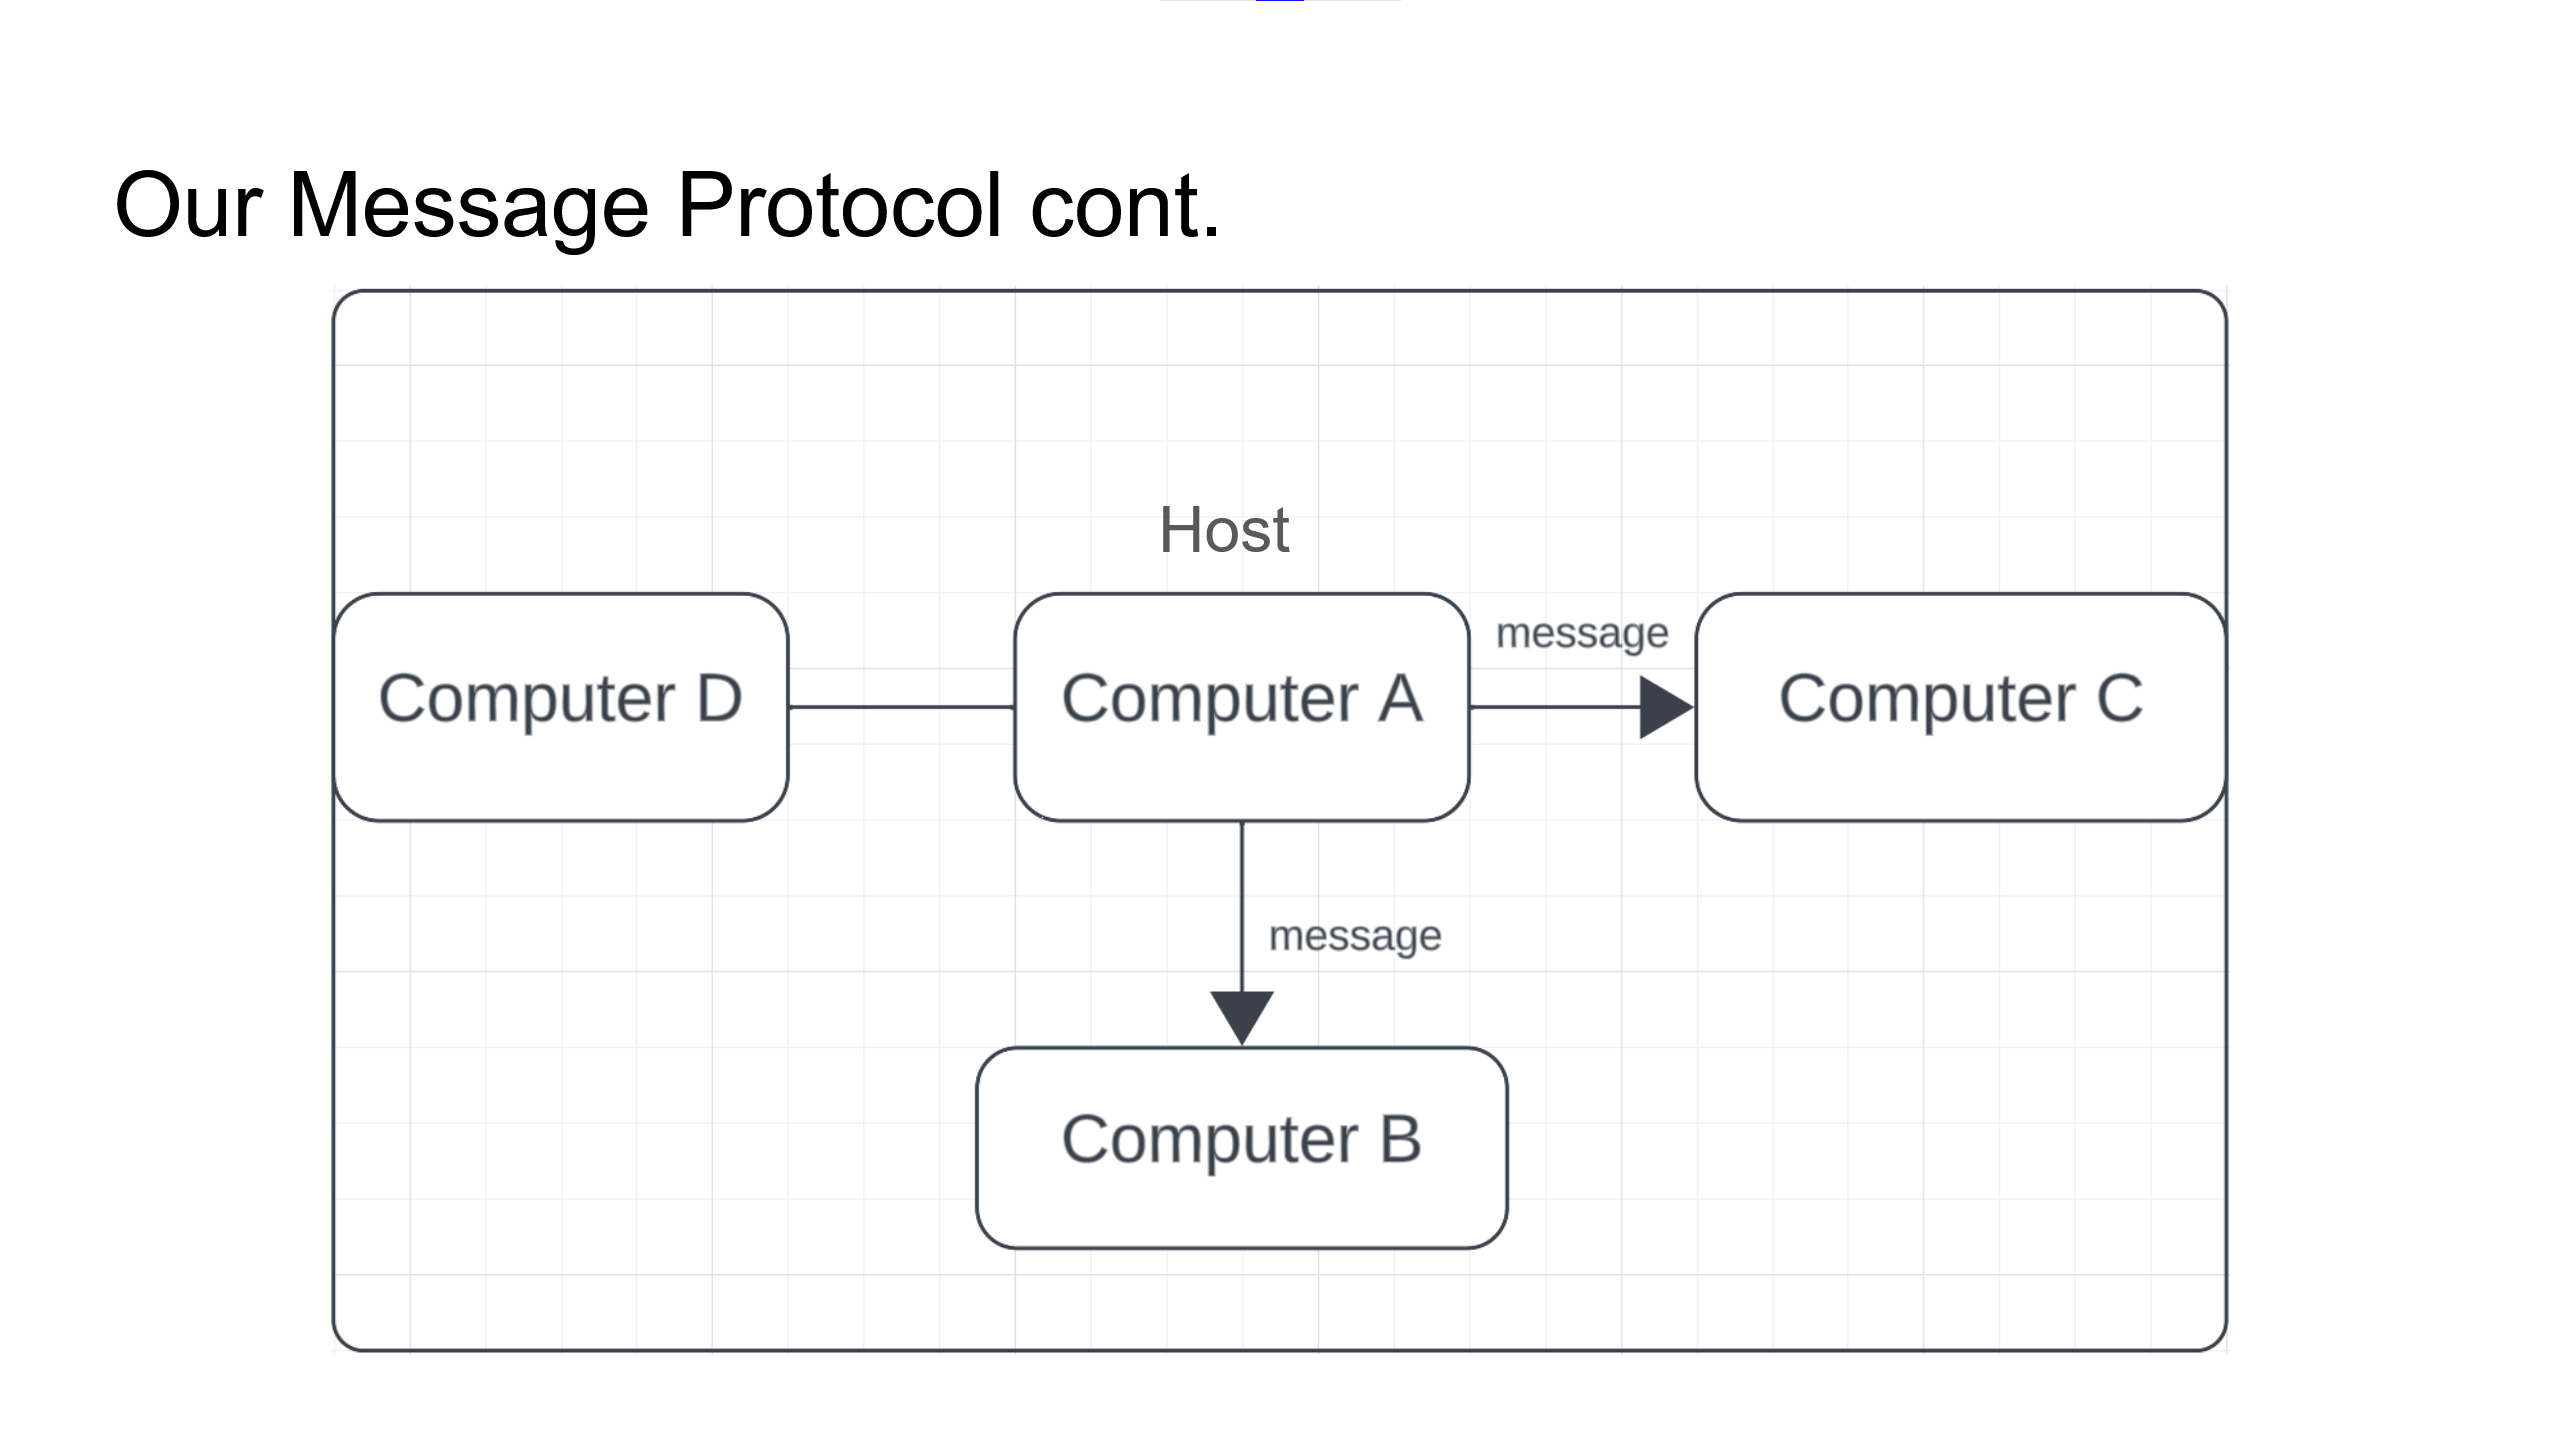 Our Message Protocol cont.
Host
message
Computer D
Computer A
Computer C
message
Computer B